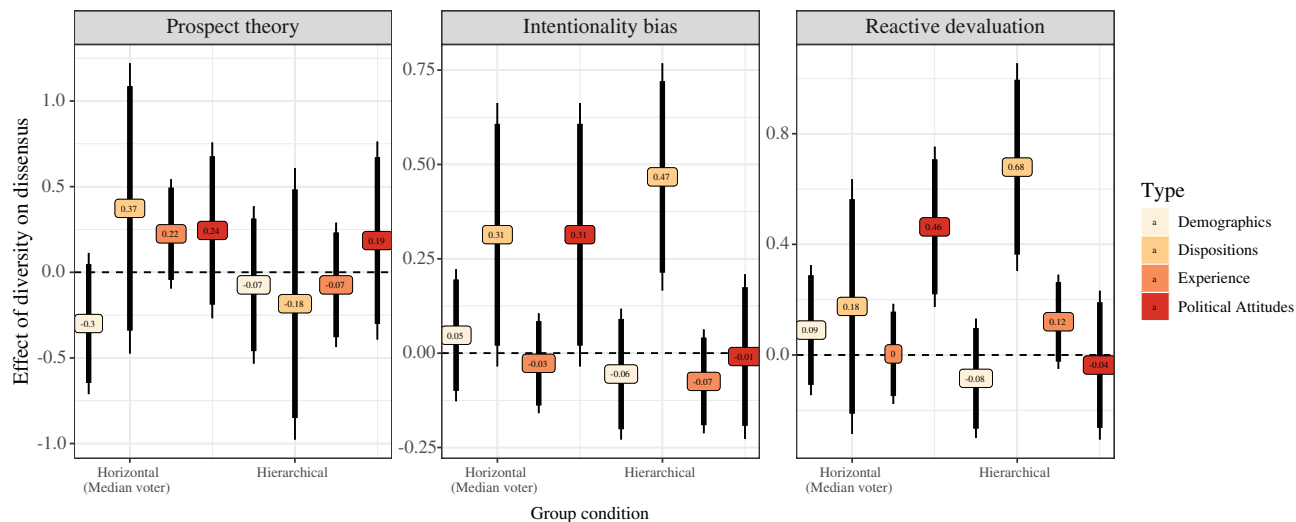 Prospect theory
Intentionality bias
Reactive devaluation
Effect of diversity on dissensus
1.0
0.5
0.0
-0.5
-1.0
0.37
0.22
0.24
-0.3
-0.07
-0.18
-0.07
0.19
Horizontal
(Median voter)
Hierarchical
0.75
0.50
0.25
0.00
-0.25
0.05
0.31
-0.03
0.31
-0.06
0.47
-0.07
-0.01
Horizontal
(Median voter)
Hierarchical
0.8
0.4
0.0
0.09
0.18
0
0.46
-0.08
0.68
0.12
-0.04
Horizontal
(Median voter)
Hierarchical
Group condition
Type
a Demographics
a Dispositions
a Experience
a Political Attitudes